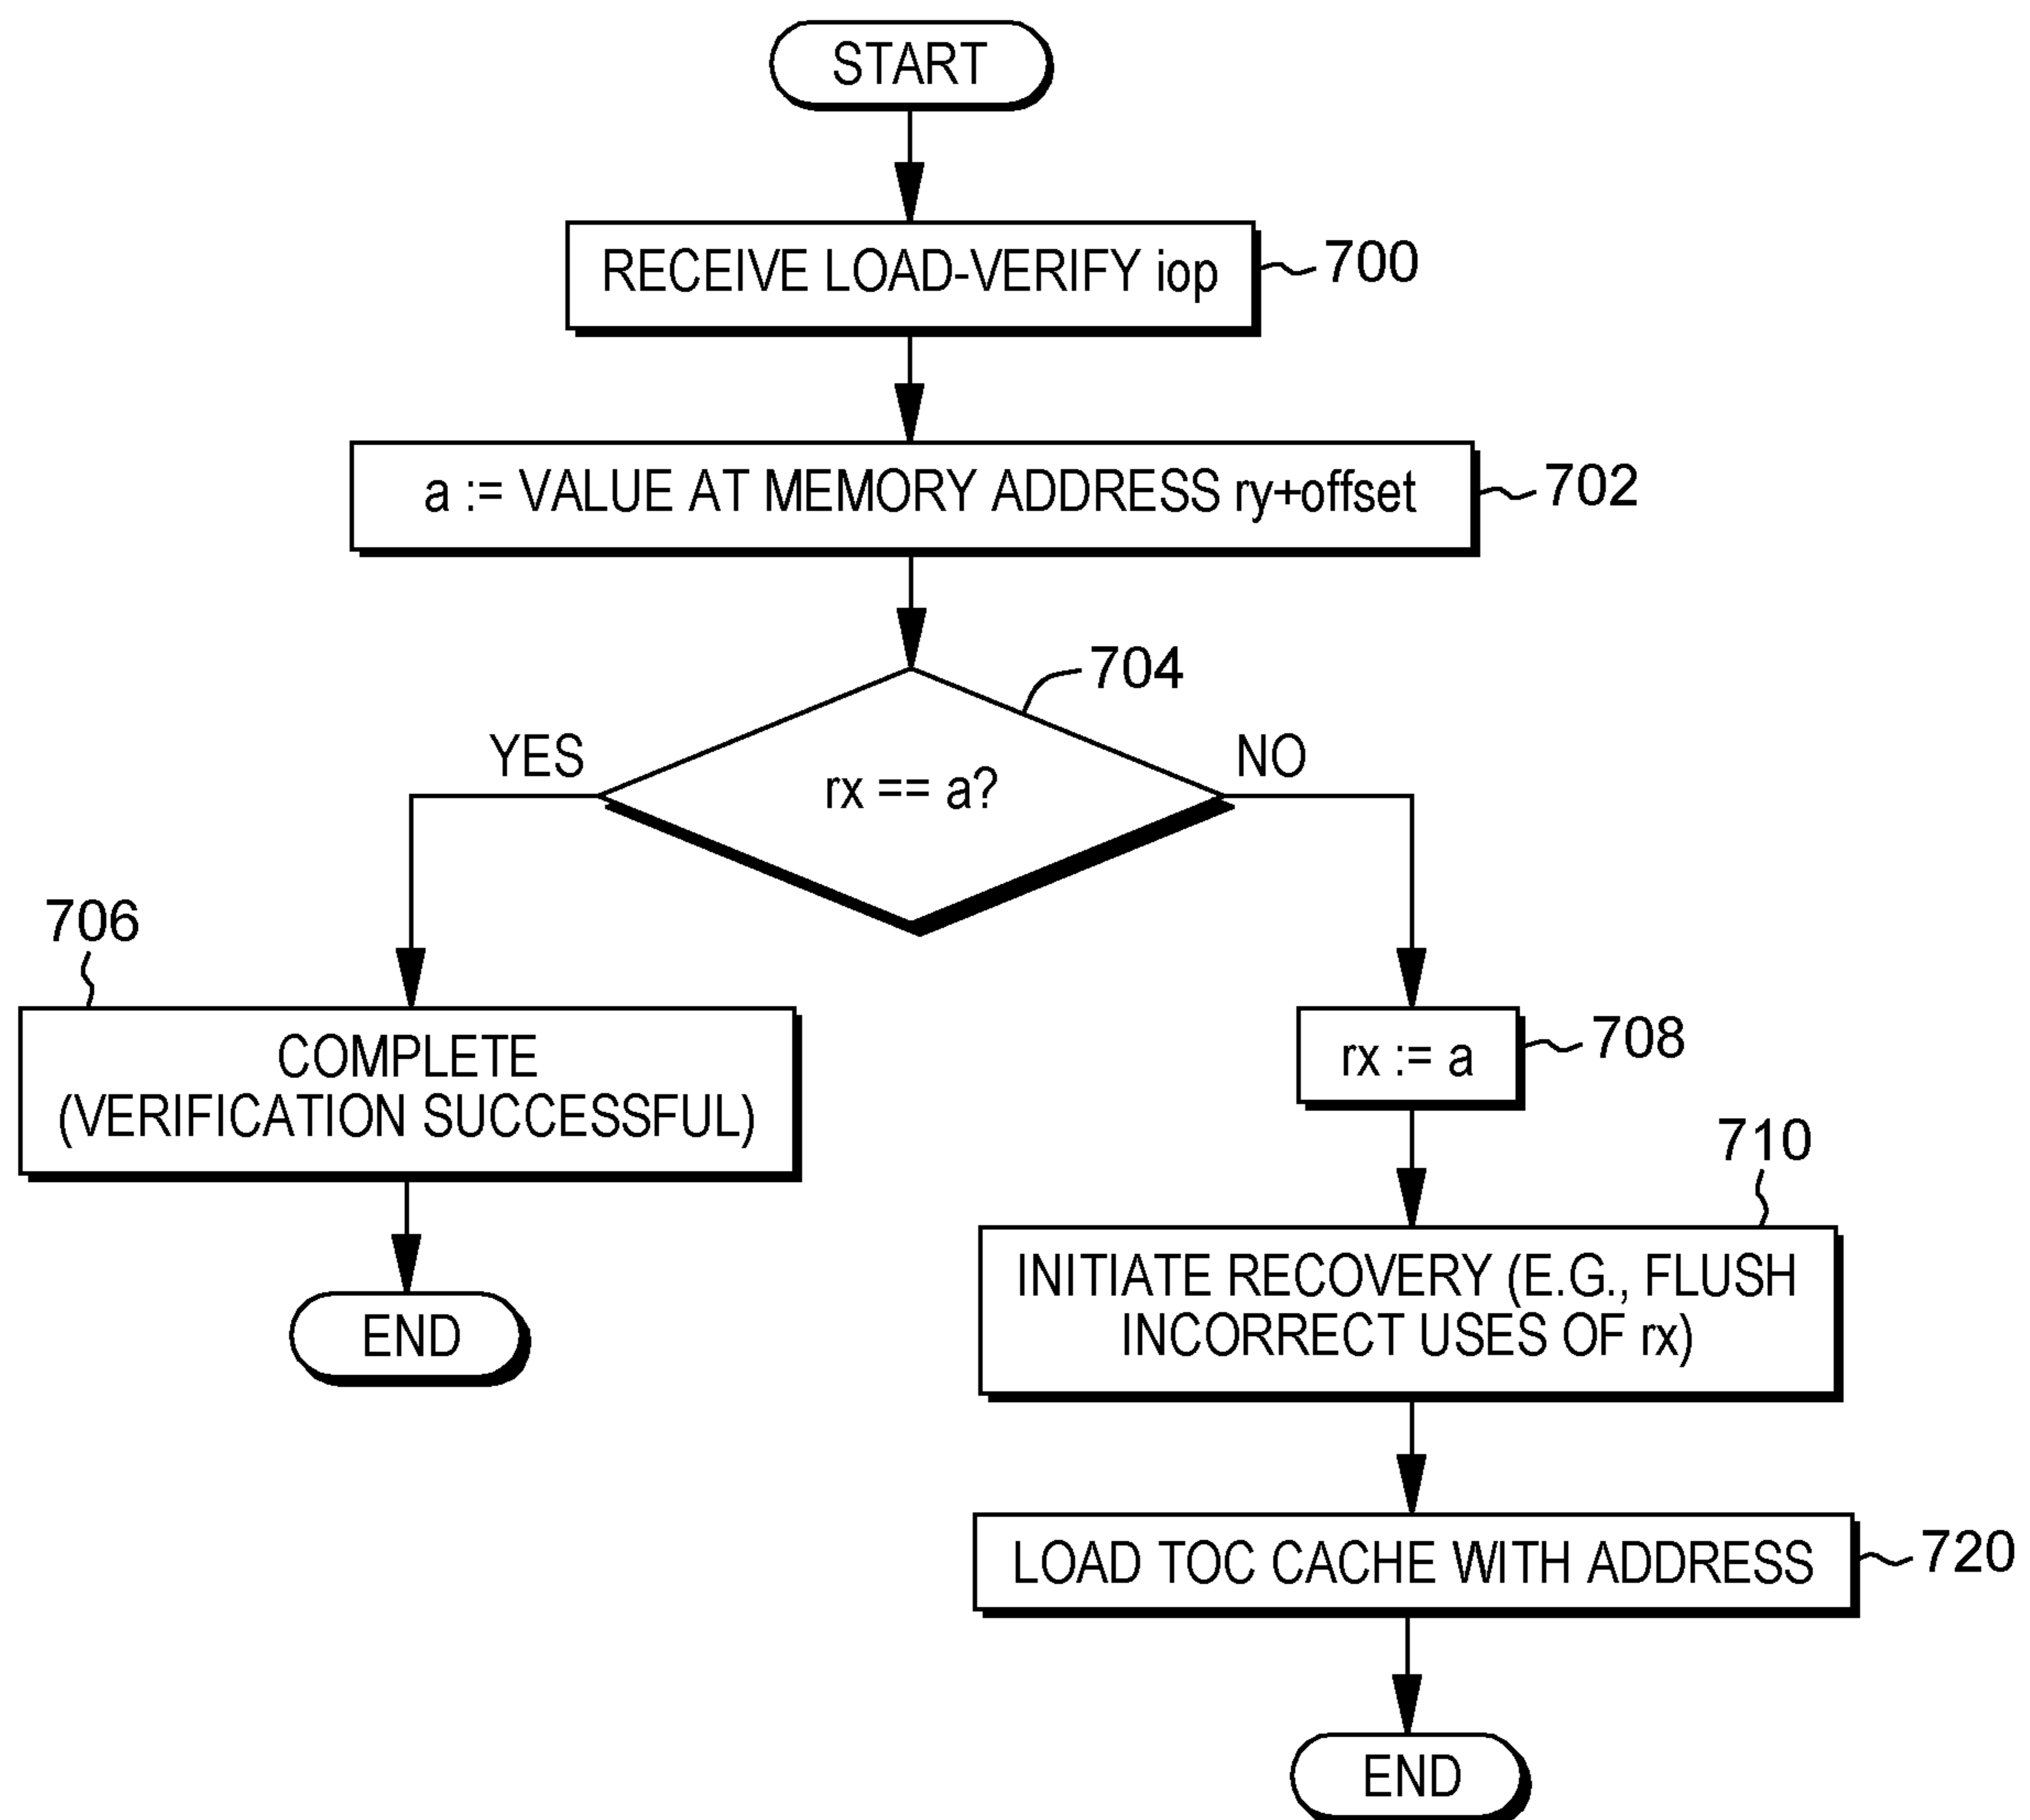 START
RECEIVE LOAD-VERIFY iop
700
a := VALUE AT MEMORY ADDRESS ry+offset
702
704
YES
rx == a?
NO
706
COMPLETE
(VERIFICATION SUCCESSFUL)
END
rx := a
708
710
INITIATE RECOVERY (E.G., FLUSH
INCORRECT USES OF rx)
LOAD TOC CACHE WITH ADDRESS
720
END